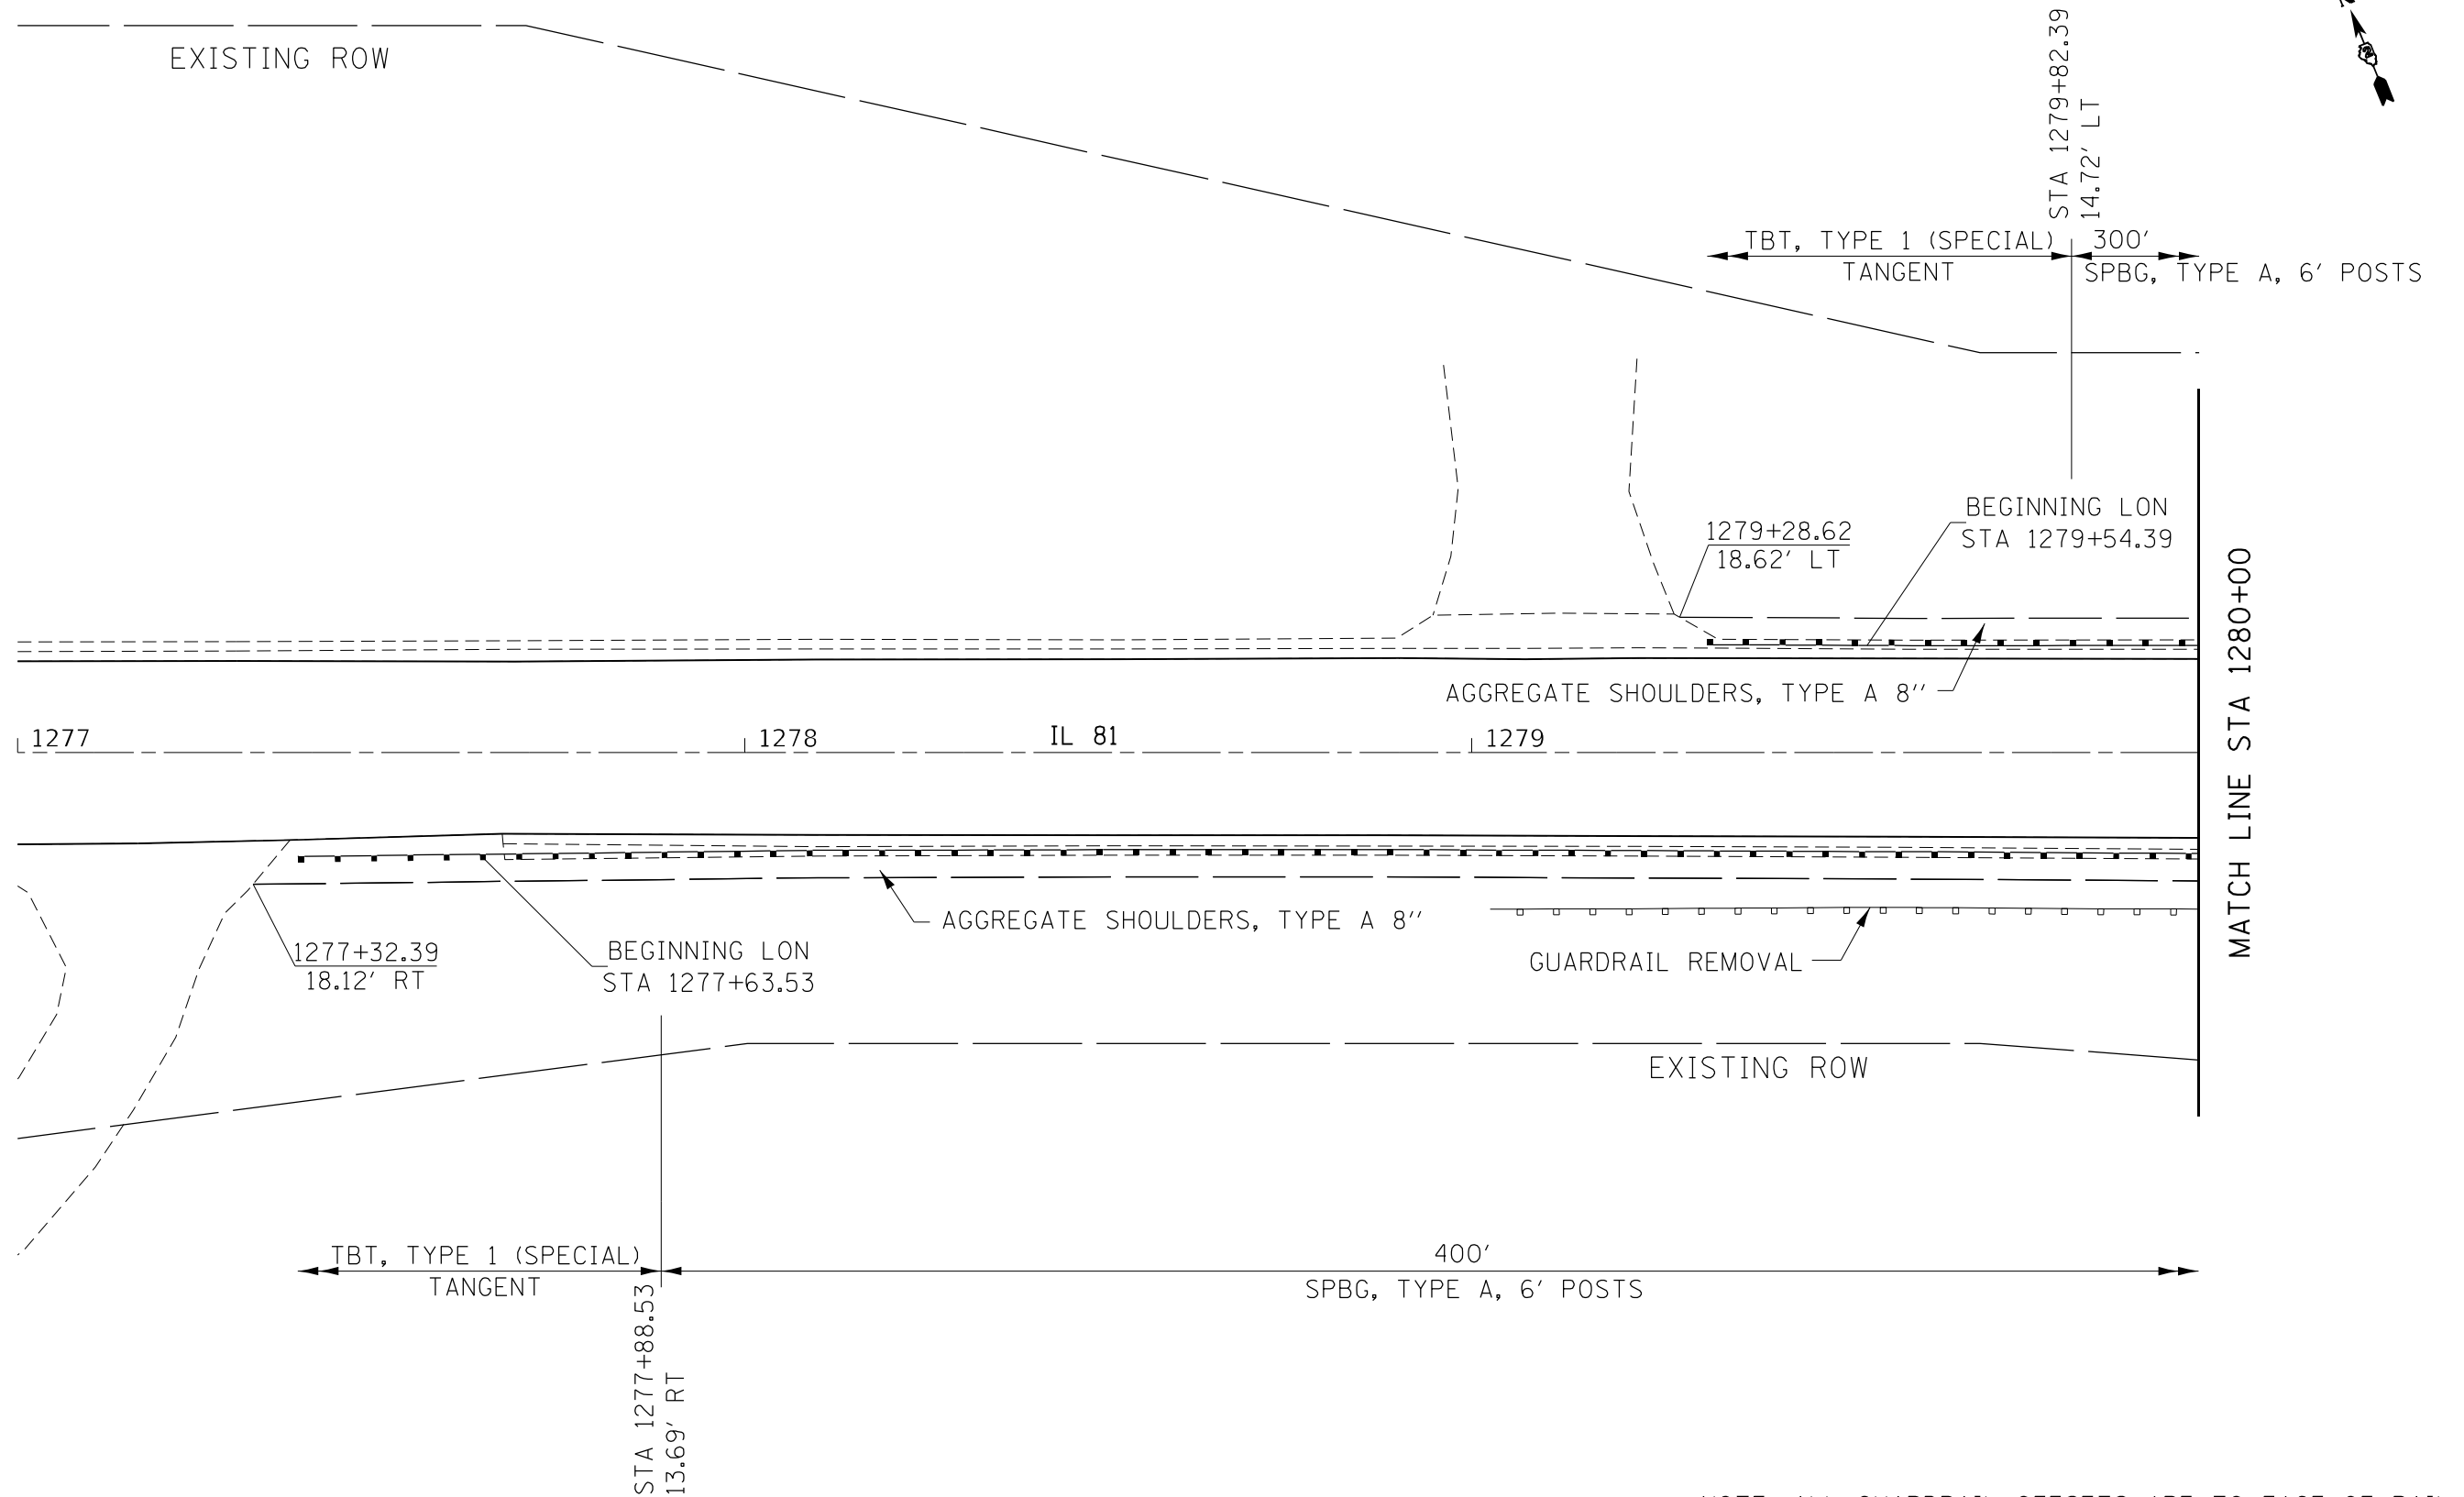 EXISTING ROW
STA 1279+82.39
14.72' LT
TBT, TYPE 1 (SPECIAL)
TANGENT
300'
SPBG, TYPE A, 6' POSTS
BEGINNING LON
STA 1279+54.39
1279+28.62
18.62' LT
AGGREGATE SHOULDERS, TYPE A 8''
1277
1278
IL 81
1279
MATCH LINE STA 1280+00
AGGREGATE SHOULDERS, TYPE A 8''
1277+32.39
18.12' RT
BEGINNING LON
STA 1277+63.53
GUARDRAIL REMOVAL
EXISTING ROW
TBT, TYPE 1 (SPECIAL)
TANGENT
400'
SPBG, TYPE A, 6' POSTS
STA 1277+88.53
13.69' RT